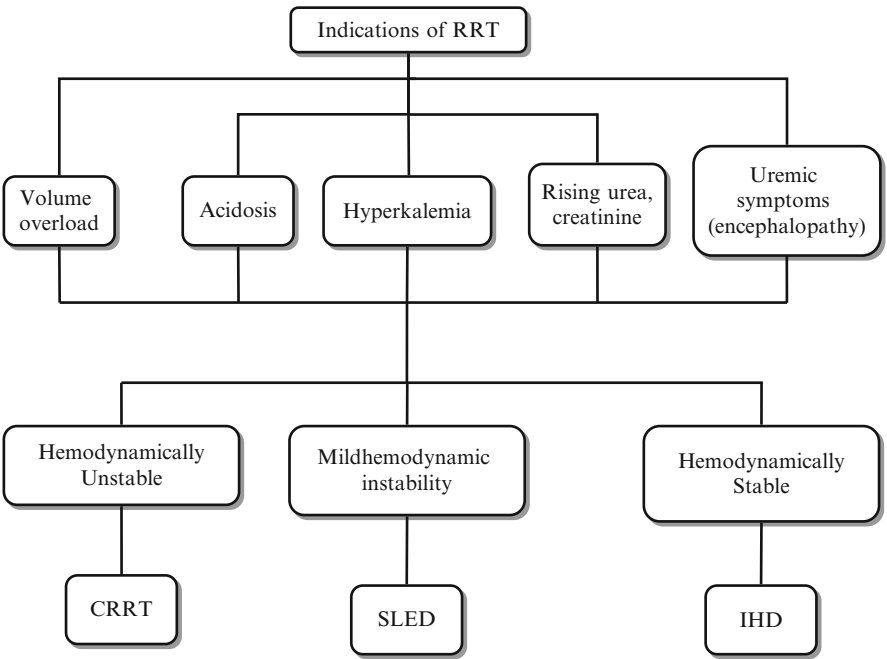 Indications of RRT
Volume
overload
Acidosis
Hyperkalemia
Rising urea,
creatinine
Uremic
symptoms
(encephalopathy)
Hemodynamically
Unstable
Mildhemodynamic
instability
Hemodynamically
Stable
CRRT
SLED
IHD